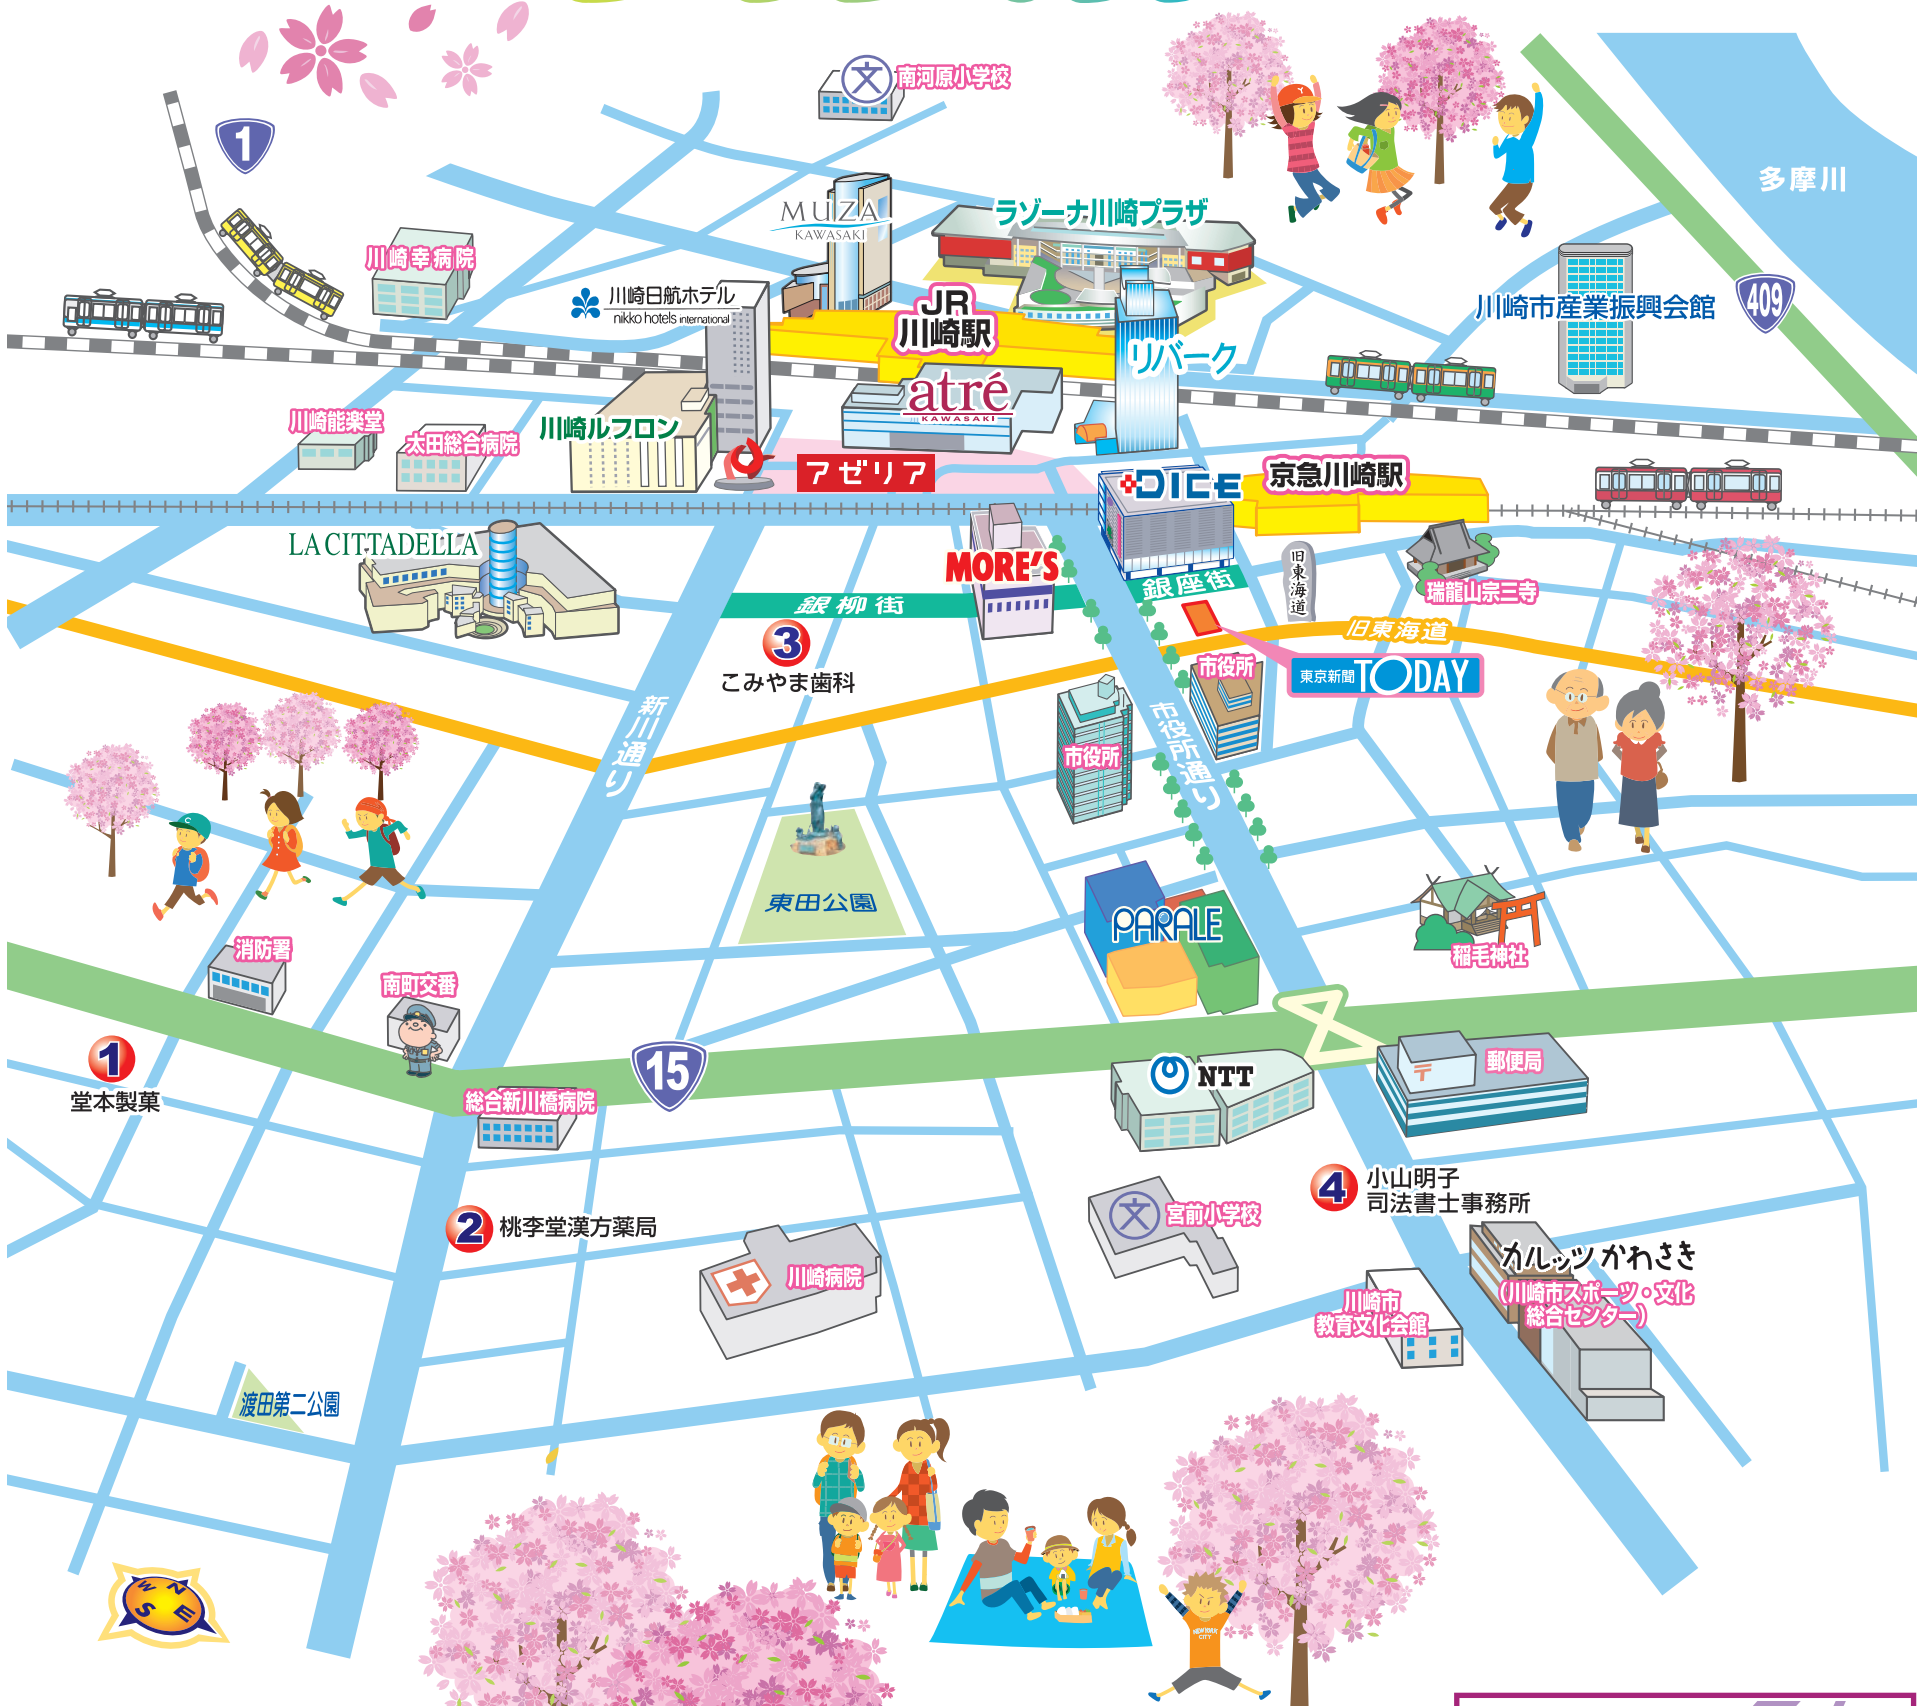 1
文
南河原小学校
多摩川
MUZA
KAWASAKI
ラゾーナ川崎プラザ
川崎幸病院
川崎日航ホテル
nikko hotels international
JR
川崎駅
川崎市産業振興会館
409
リバーク
atré
KAWASAKI
川崎能楽堂
太田総合病院
川崎ルフロン
アゼリア
DICE
京急川崎駅
LA CITTADELLA
MORE'S
旧東海道
瑞龍山宗三寺
銀柳街
銀座街
旧東海道
3
こみやま歯科
市役所
東京新聞TODAY
新川通り
市役所通り
市役所
C
東田公園
PARALE
稲毛神社
消防署
南町交番
1
堂本製菓
15
総合新川橋病院
NTT
〒
郵便局
2
桃李堂漢方薬局
文
宮前小学校
4
小山明子
司法書士事務所
川崎病院
カルッツ かわさき
(川崎市スポーツ・文化
総合センター)
川崎市
教育文化会館
渡田第二公園
N
W
E
S
NEW YORK
CITY